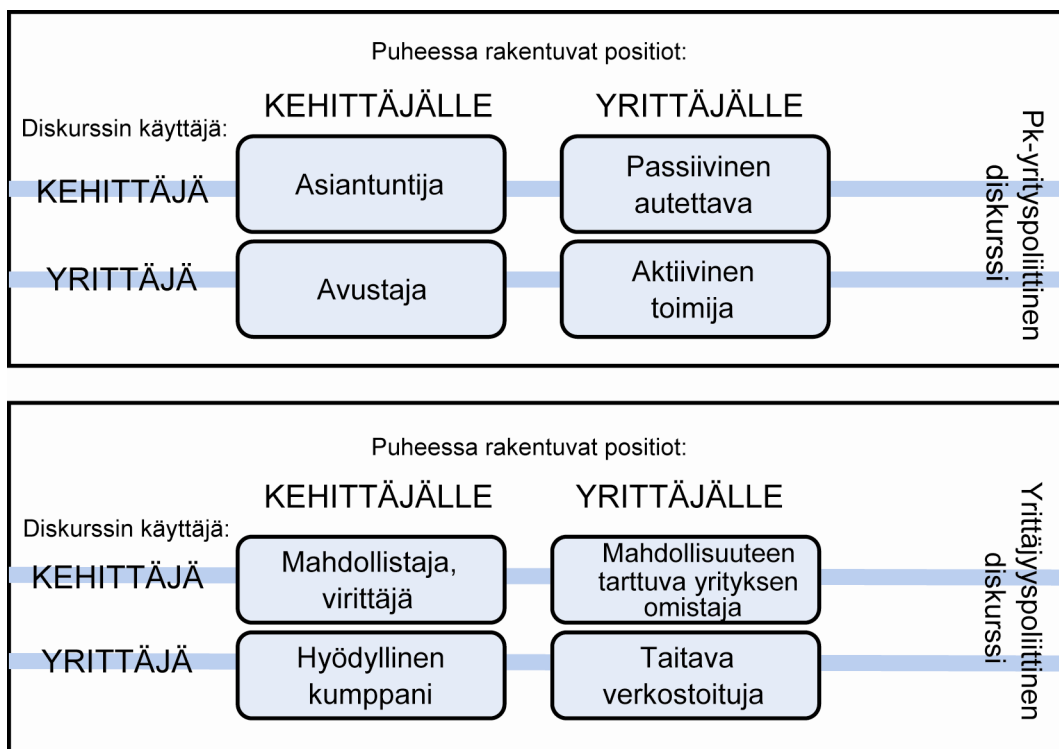 Puheessa rakentuvat positiot:
KEHITTÄJÄLLE YRITTÄJÄLLE
Diskurssin käyttäjä:
KEHITTÄJÄ
Asiantuntija
Passiivinen
autettava
YRITTÄJÄ
Avustaja
Aktiivinen
toimija
Pk-yrityspoliittinen
diskurssi
Puheessa rakentuvat positiot:
KEHITTÄJÄLLE YRITTÄJÄLLE
Diskurssin käyttäjä:
KEHITTÄJÄ
Mahdollistaja,
virittäjä
Mahdollisuuteen
tarttuva yrityksen
omistaja
YRITTÄJÄ
Hyödyllinen
kumppani
Taitava
verkostoituja
Yrittäjyyspoliittinen
diskurssi